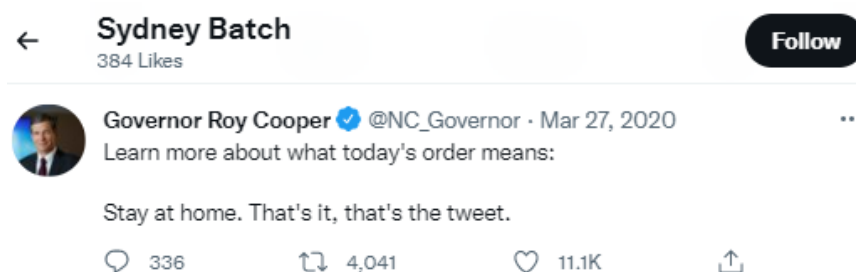 Sydney Batch
384 Likes
Follow
Governor Roy Cooper @NC_Governor · Mar 27, 2020
Learn more about what today's order means:
Stay at home. That's it, that's the tweet.
336 4,041 11.1K